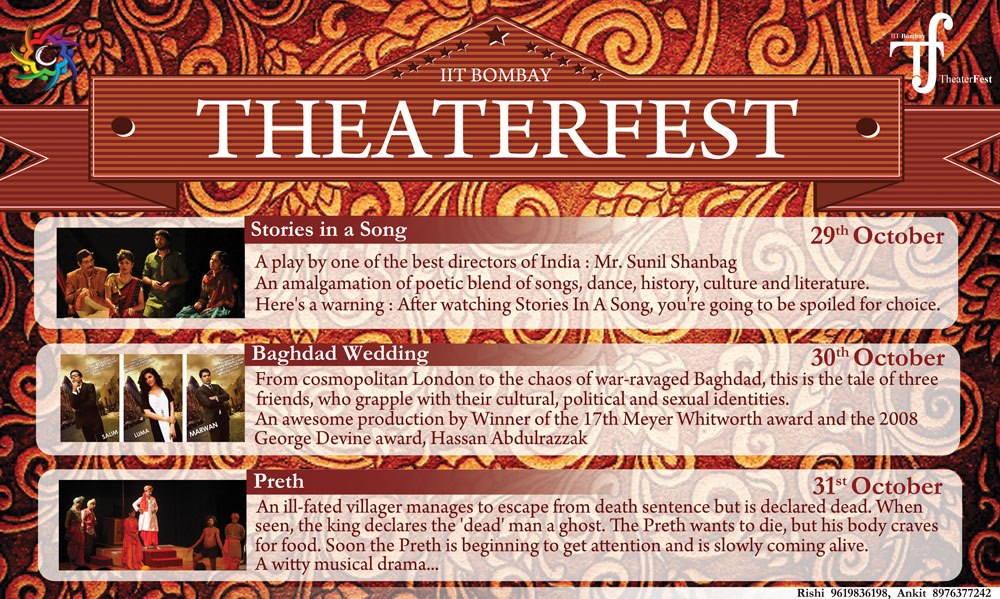 IIT BOMBAY
THEATERFEST
IIT Bombay
tf
TheaterFest
Stories in a Song
29th October
A play by one of the best directors of India : Mr. Sunil Shanbag
An amalgamation of poetic blend of songs, dance, history, culture and literature.
Here's a warning : After watching Stories In A Song, you're going to be spoiled for choice.
Baghdad Wedding
30th October
SALIM
LUMA
MARWAN
From cosmopolitan London to the chaos of war-ravaged Baghdad, this is the tale of three
friends, who grapple with their cultural, political and sexual identities.
An awesome production by Winner of the 17th Meyer Whitworth award and the 2008
George Devine award, Hassan Abdulrazzak
Preth
31st October
An ill-fated villager manages to escape from death sentence but is declared dead. When
seen, the king declares the 'dead' man a ghost. The Preth wants to die, but his body craves
for food. Soon the Preth is beginning to get attention and is slowly coming alive.
A witty musical drama...
Rishi 9619836198, Ankit 8976377242